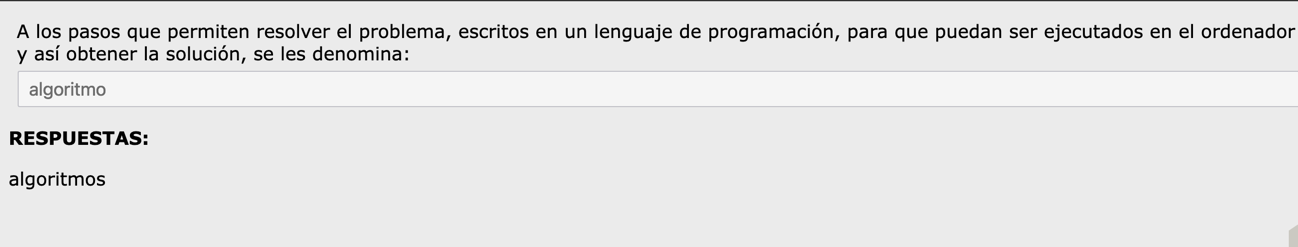 A los pasos que permiten resolver el problema, escritos en un lenguaje de programación, para que puedan ser ejecutados en el ordenador
y así obtener la solución, se les denomina:
algoritmo
RESPUESTAS:
algoritmos